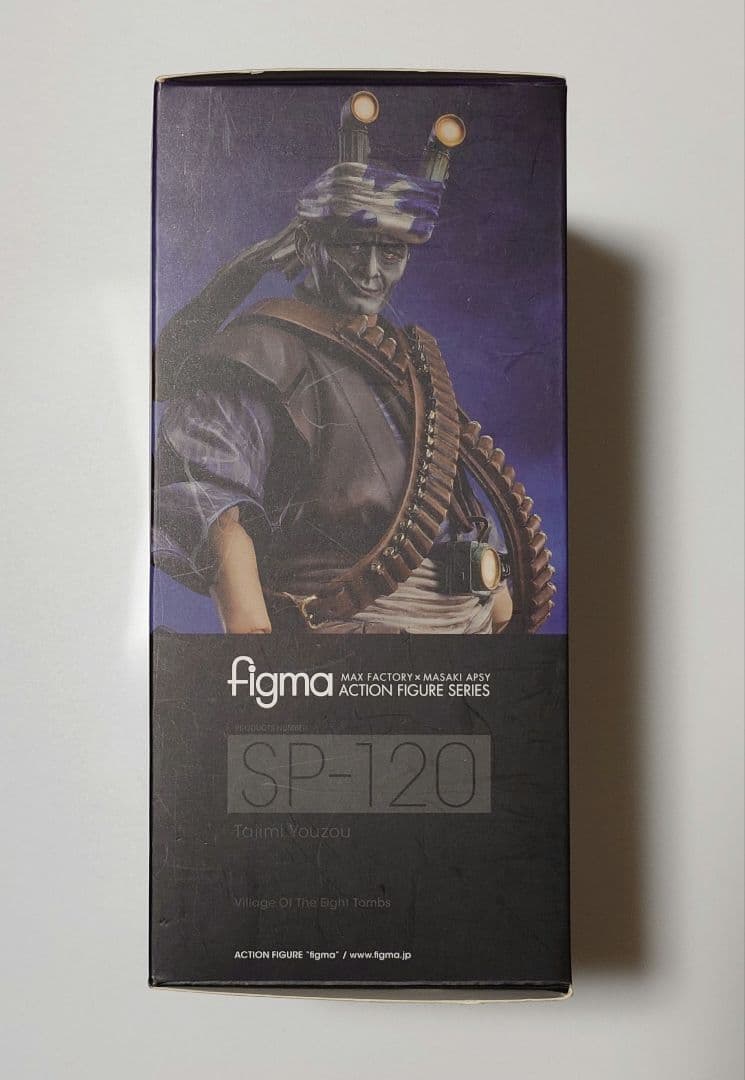 figma
MAX FACTORY × MASAKI APSY
ACTION FIGURE SERIES
PRODUCTS NUMBER
SP-120
Tajimi Youzou
Village Of The Eight Tombs
ACTION FIGURE "figma" / www.figma.jp